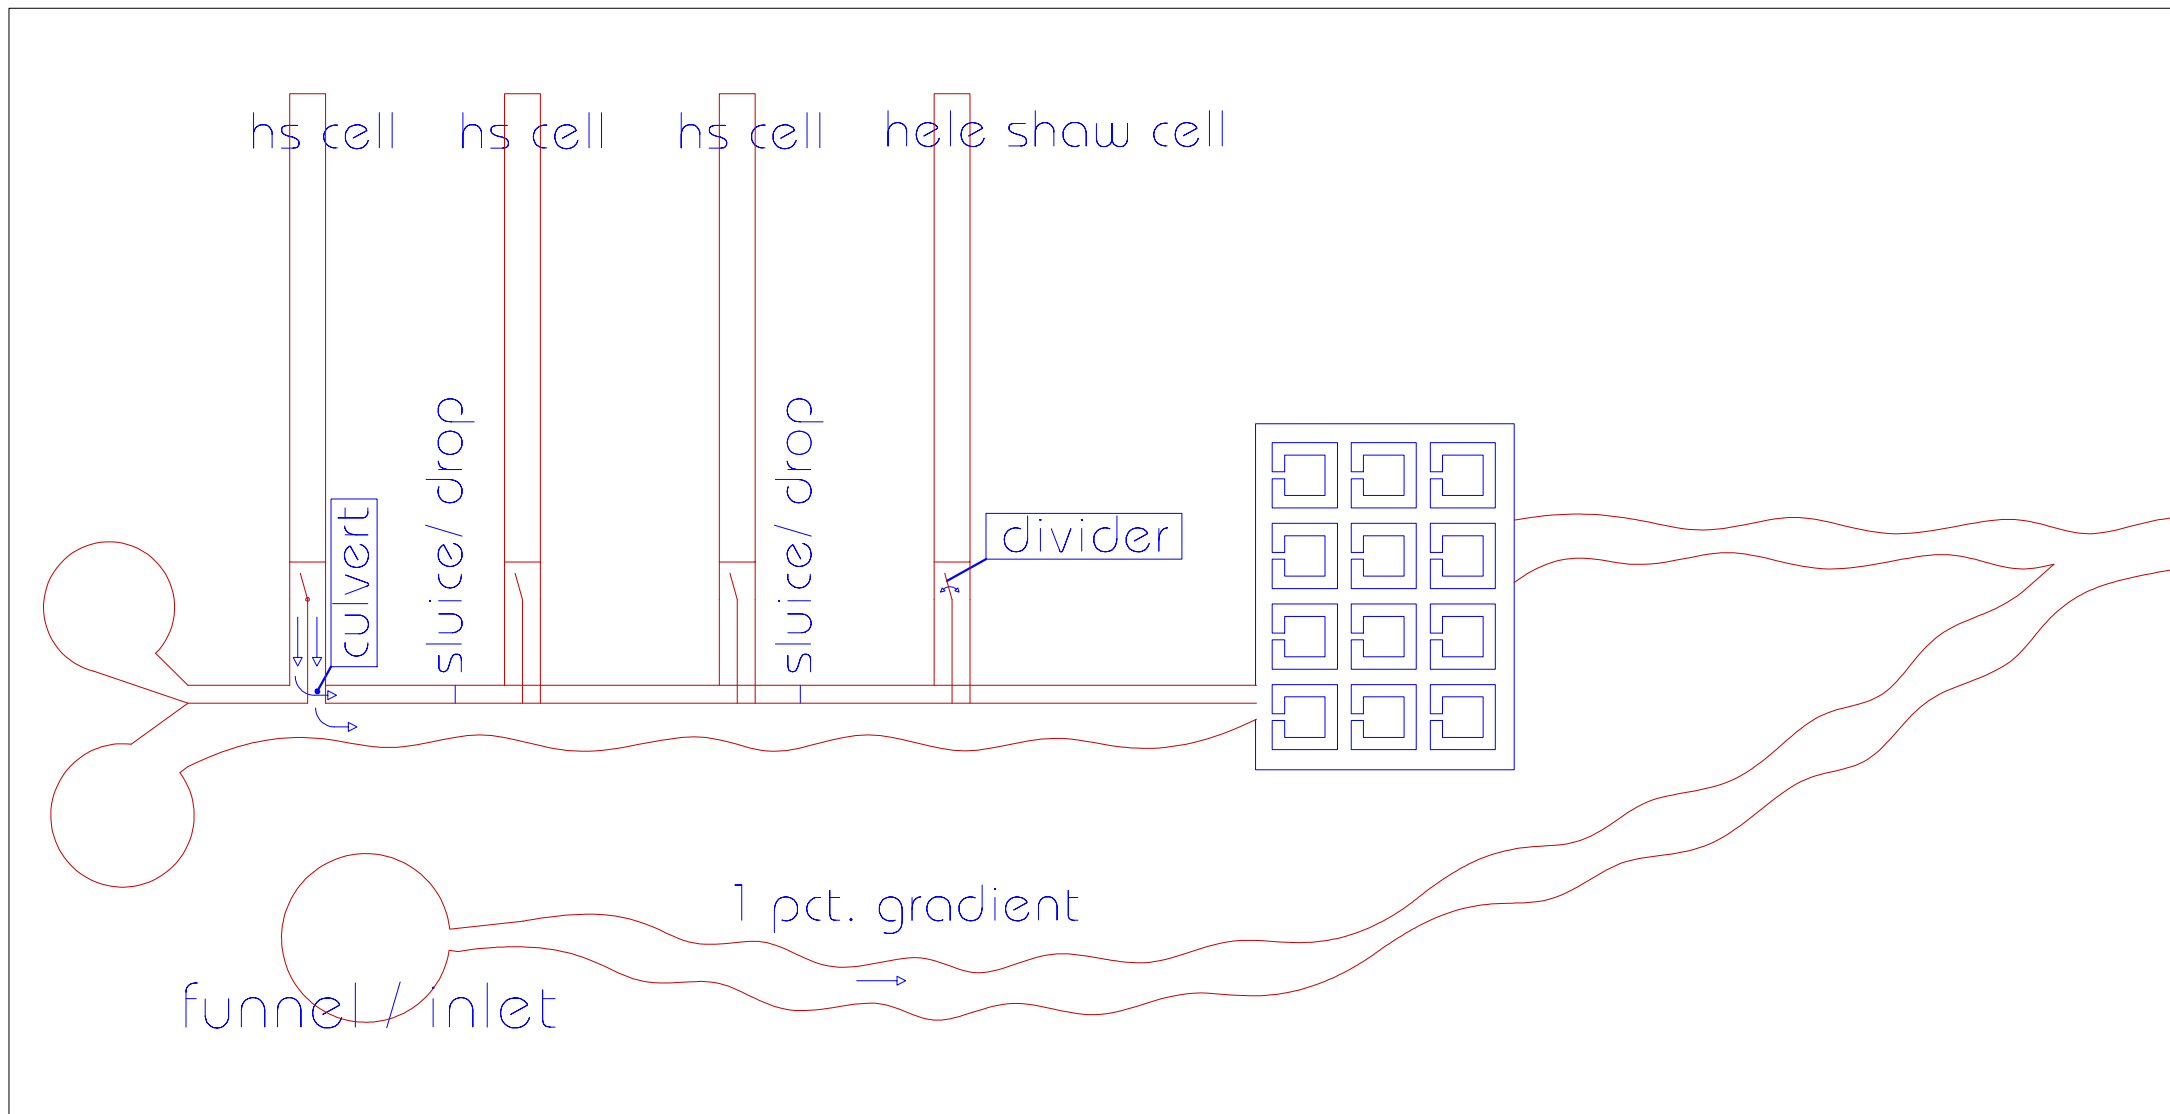 hs cell
hs cell
hs cell
hele shaw cell
culvert
sluice/ drop
sluice/ drop
divider
1 pct. gradient
funnel / inlet